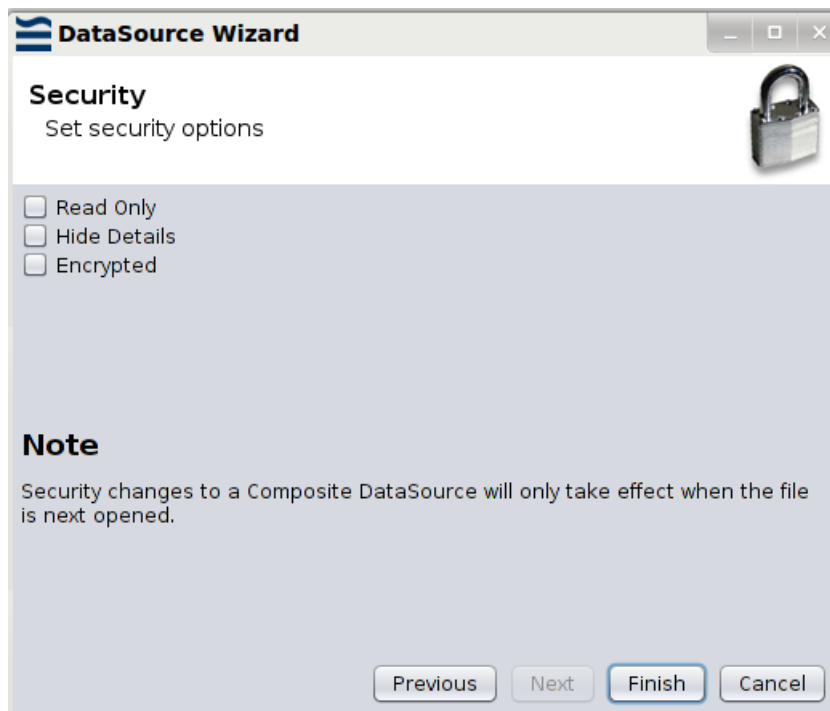 DataSource Wizard
Security
Set security options
Read Only
Hide Details
Encrypted
Note
Security changes to a Composite DataSource will only take effect when the file
is next opened.
Previous Next Finish Cancel